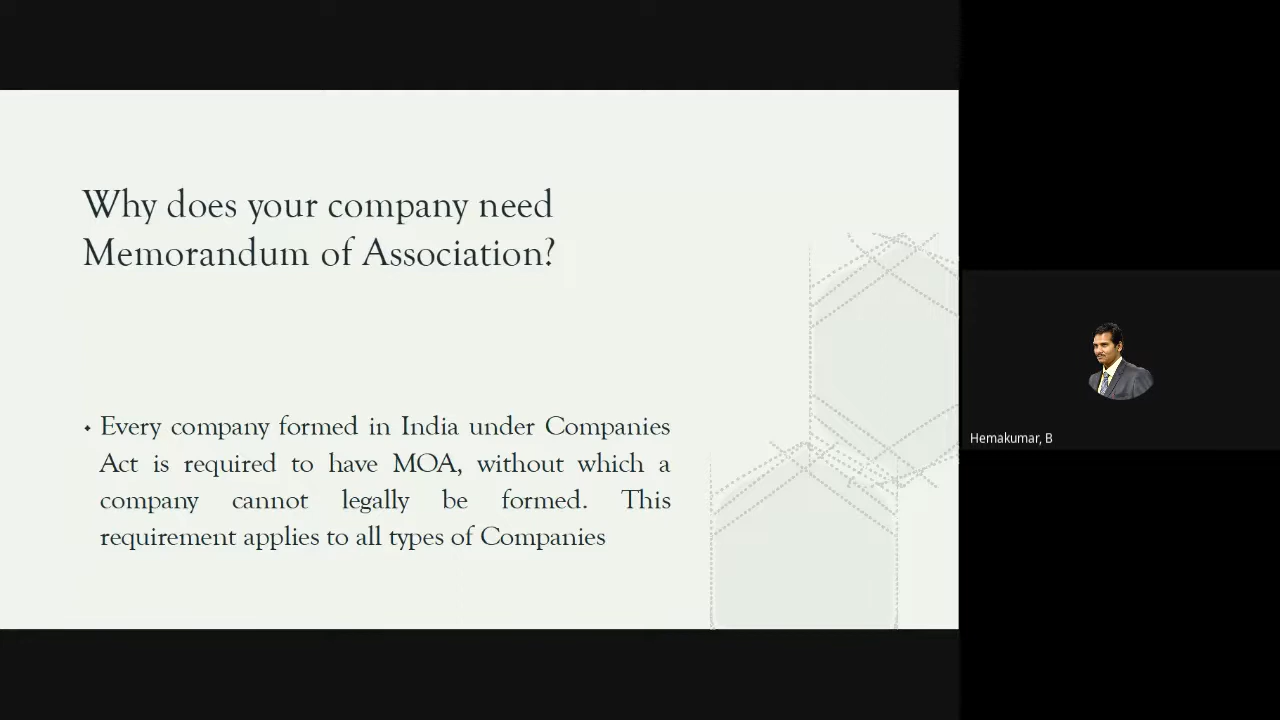 Why does your company need
Memorandum of Association?
• Every company formed in India under Companies
Act is required to have MOA, without which a
company cannot legally be formed. This
requirement applies to all types of Companies
Hemakumar, B